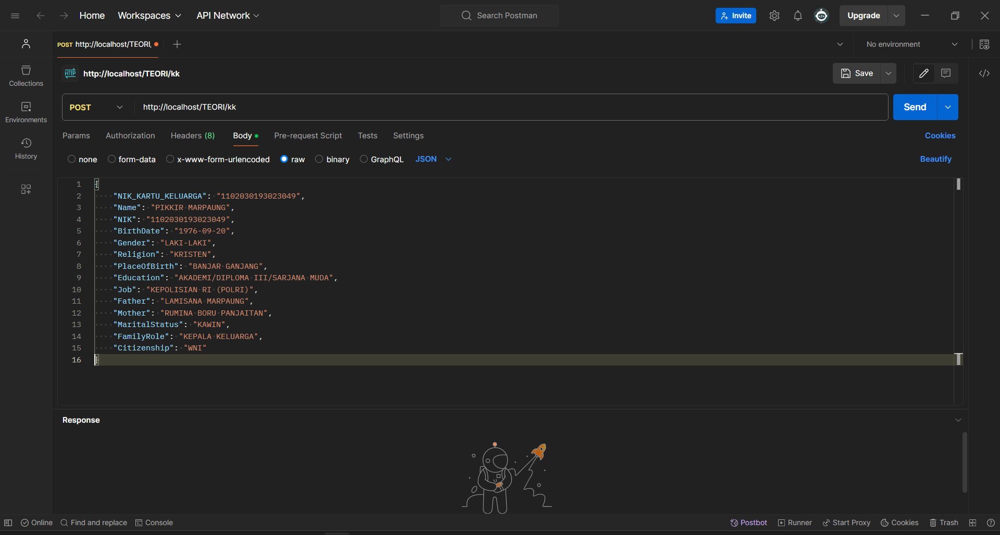 Home
Workspaces
API Network
Search Postman
Invite
Upgrade
POST http://localhost/TEORI,
No environment
HTTP
http://localhost/TEORI/kk
Save
Collections
Environments
History
POST
http://localhost/TEORI/kk
Send
Params
Authorization
Headers (8)
Body
Pre-request Script
Tests
Settings
Cookies
none
form-data
x-www-form-urlencoded
raw
binary
GraphQL
JSON
Beautify
1 {
2 "NIK_KARTU_KELUARGA": "1102030193023049",
3 "Name": "PIKKIR MARPAUNG",
4 "NIK": "1102030193023049",
5 "BirthDate": "1976-09-20",
6 "Gender": "LAKI-LAKI",
7 "Religion": "KRISTEN",
8 "PlaceOfBirth": "BANJAR GANJANG",
9 "Education": "AKADEMI/DIPLOMA III/SARJANA MUDA",
10 "Job": "KEPOLISIAN RI (POLRI)",
11 "Father": "LAMISANA MARPAUNG",
12 "Mother": "RUMINA BORU PANJAITAN",
13 "MaritalStatus": "KAWIN",
14 "FamilyRole": "KEPALA KELUARGA",
15 "Citizenship": "WNI"
16 }
Response
Online
Find and replace
Console
Postbot
Runner
Start Proxy
Cookies
Trash